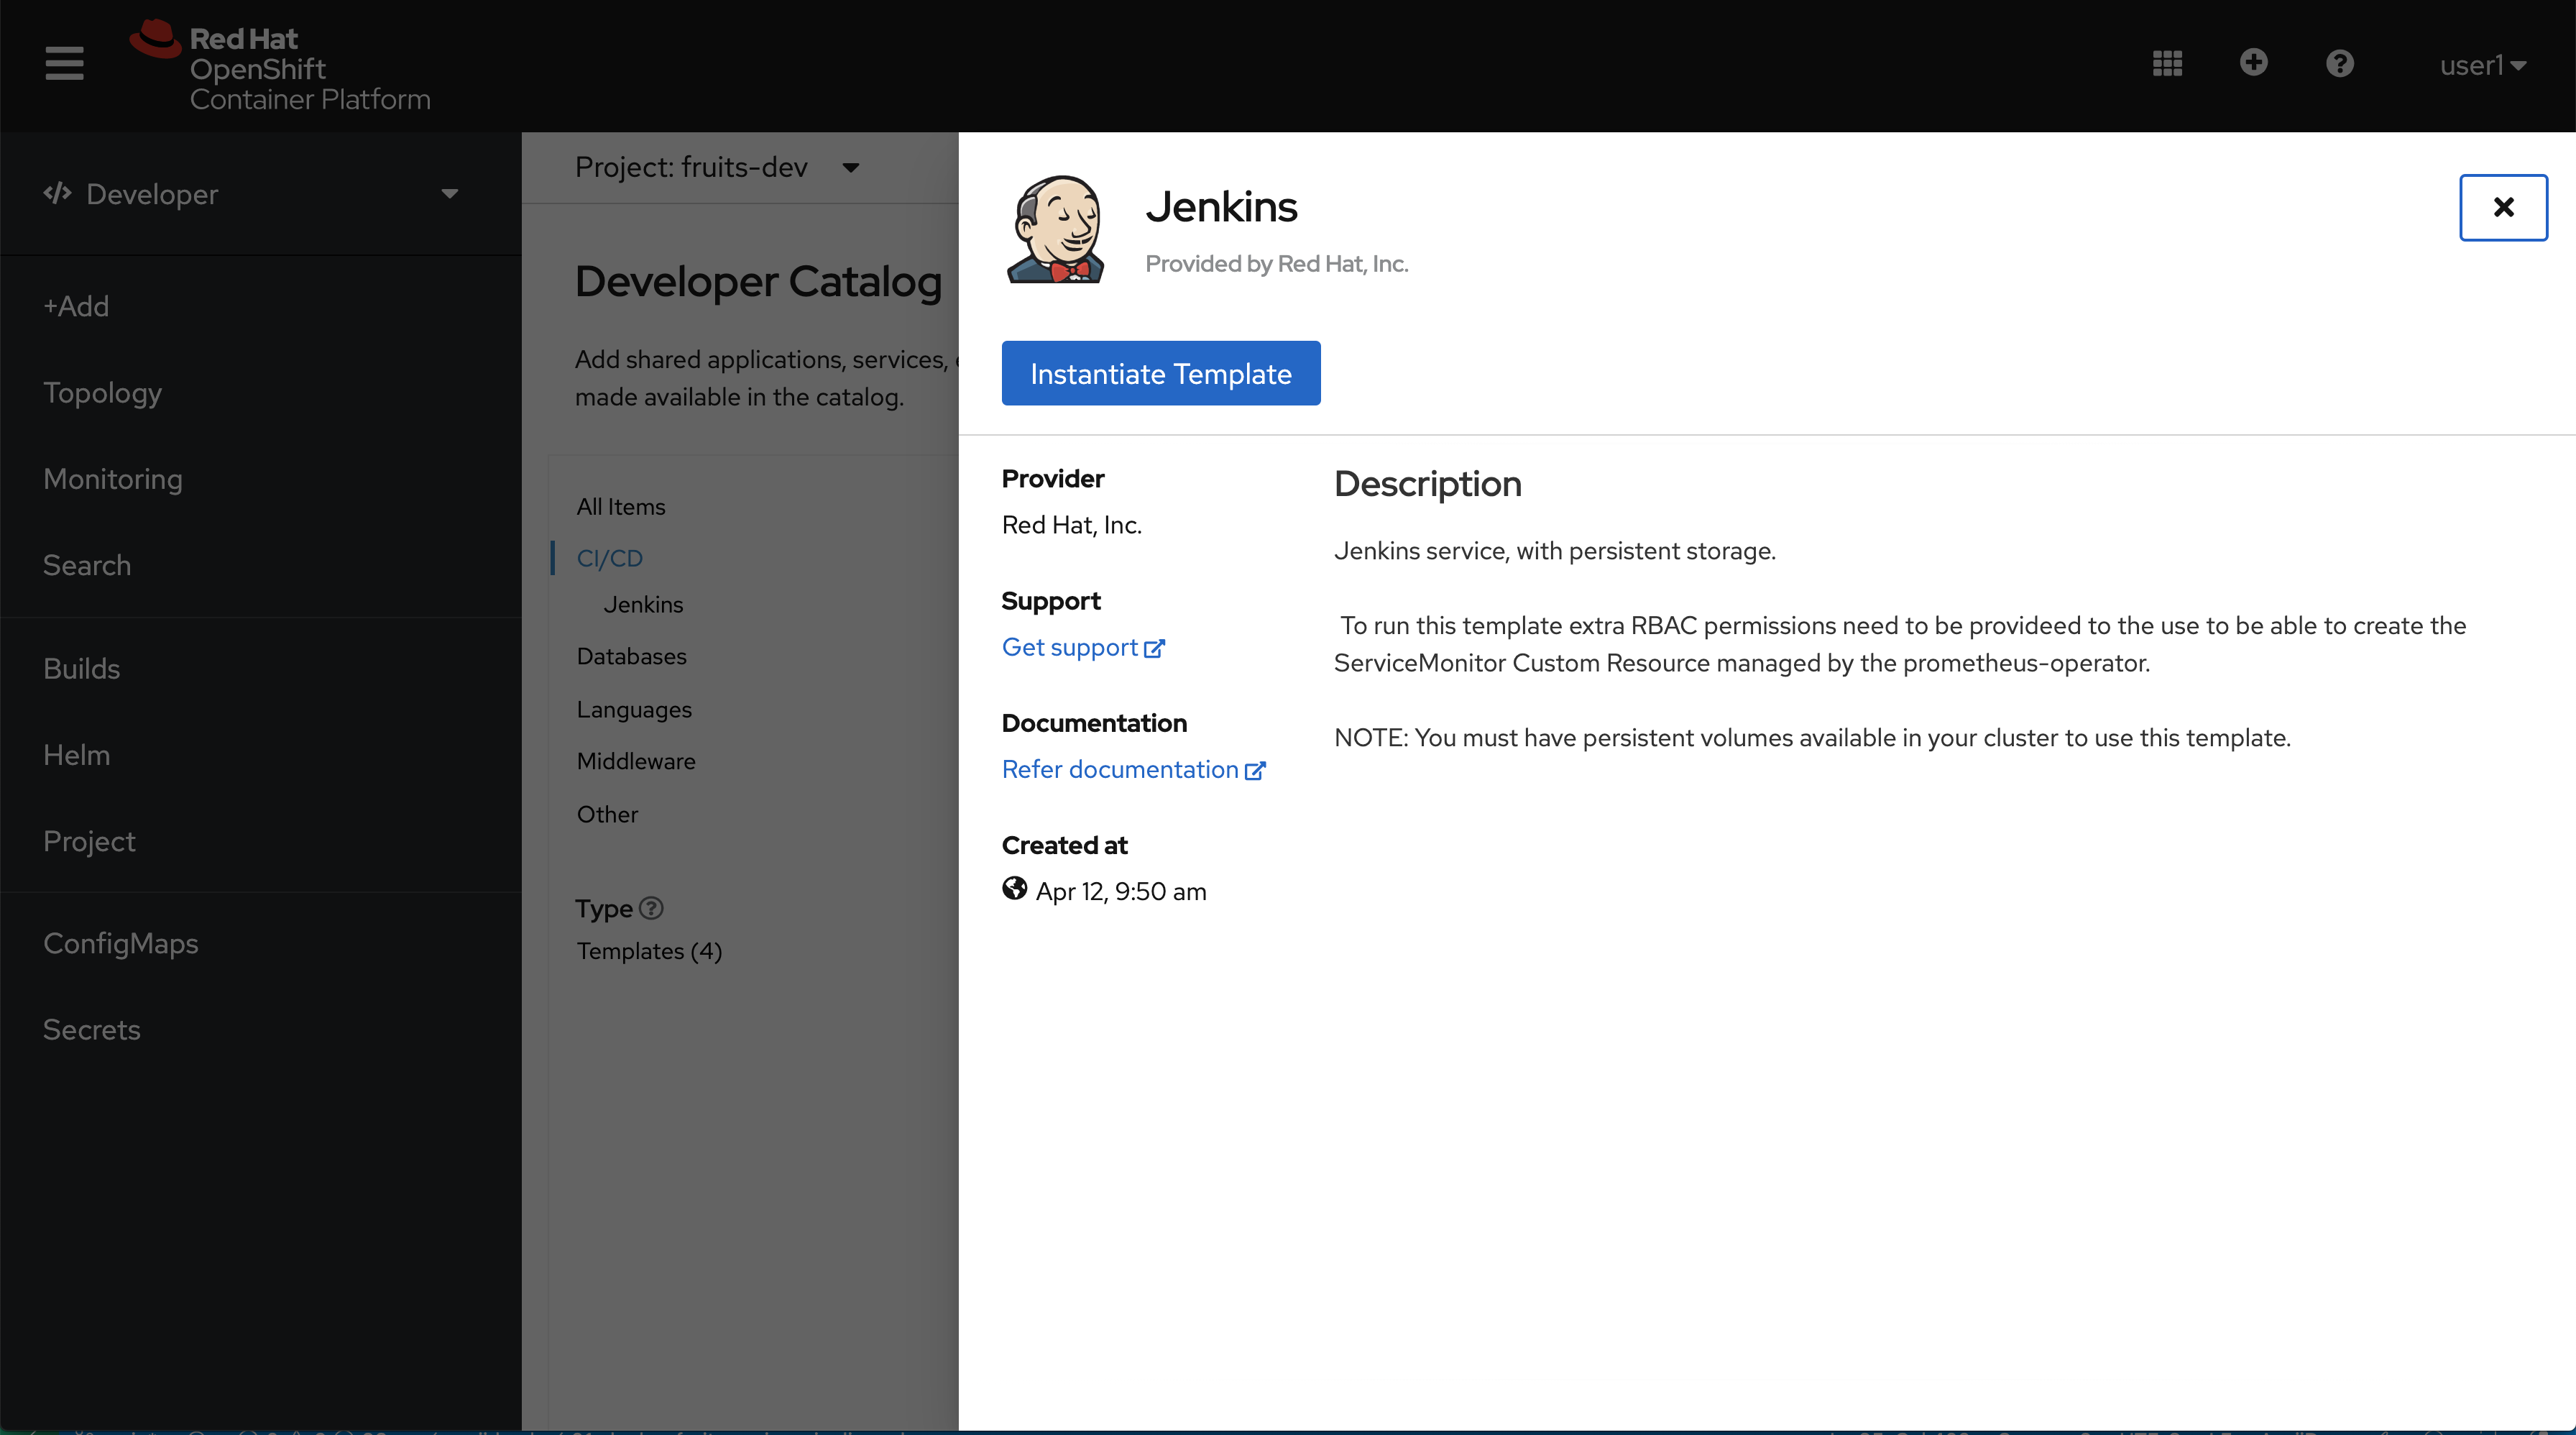 Red Hat
OpenShift
Container Platform
user1
Developer
+Add
Topology
Monitoring
Search
Builds
Helm
Project
ConfigMaps
Secrets
Project: fruits-dev
Developer Catalog
Add shared applications, services,
made available in the catalog.
All Items
CI/CD
Jenkins
Databases
Languages
Middleware
Other
Type
Templates (4)
Jenkins
Provided by Red Hat, Inc.
Instantiate Template
Provider
Red Hat, Inc.
Support
Get support
Documentation
Refer documentation
Created at
Apr 12, 9:50 am
Description
Jenkins service, with persistent storage.
To run this template extra RBAC permissions need to be provideed to the use to be able to create the
ServiceMonitor Custom Resource managed by the prometheus-operator.
NOTE: You must have persistent volumes available in your cluster to use this template.